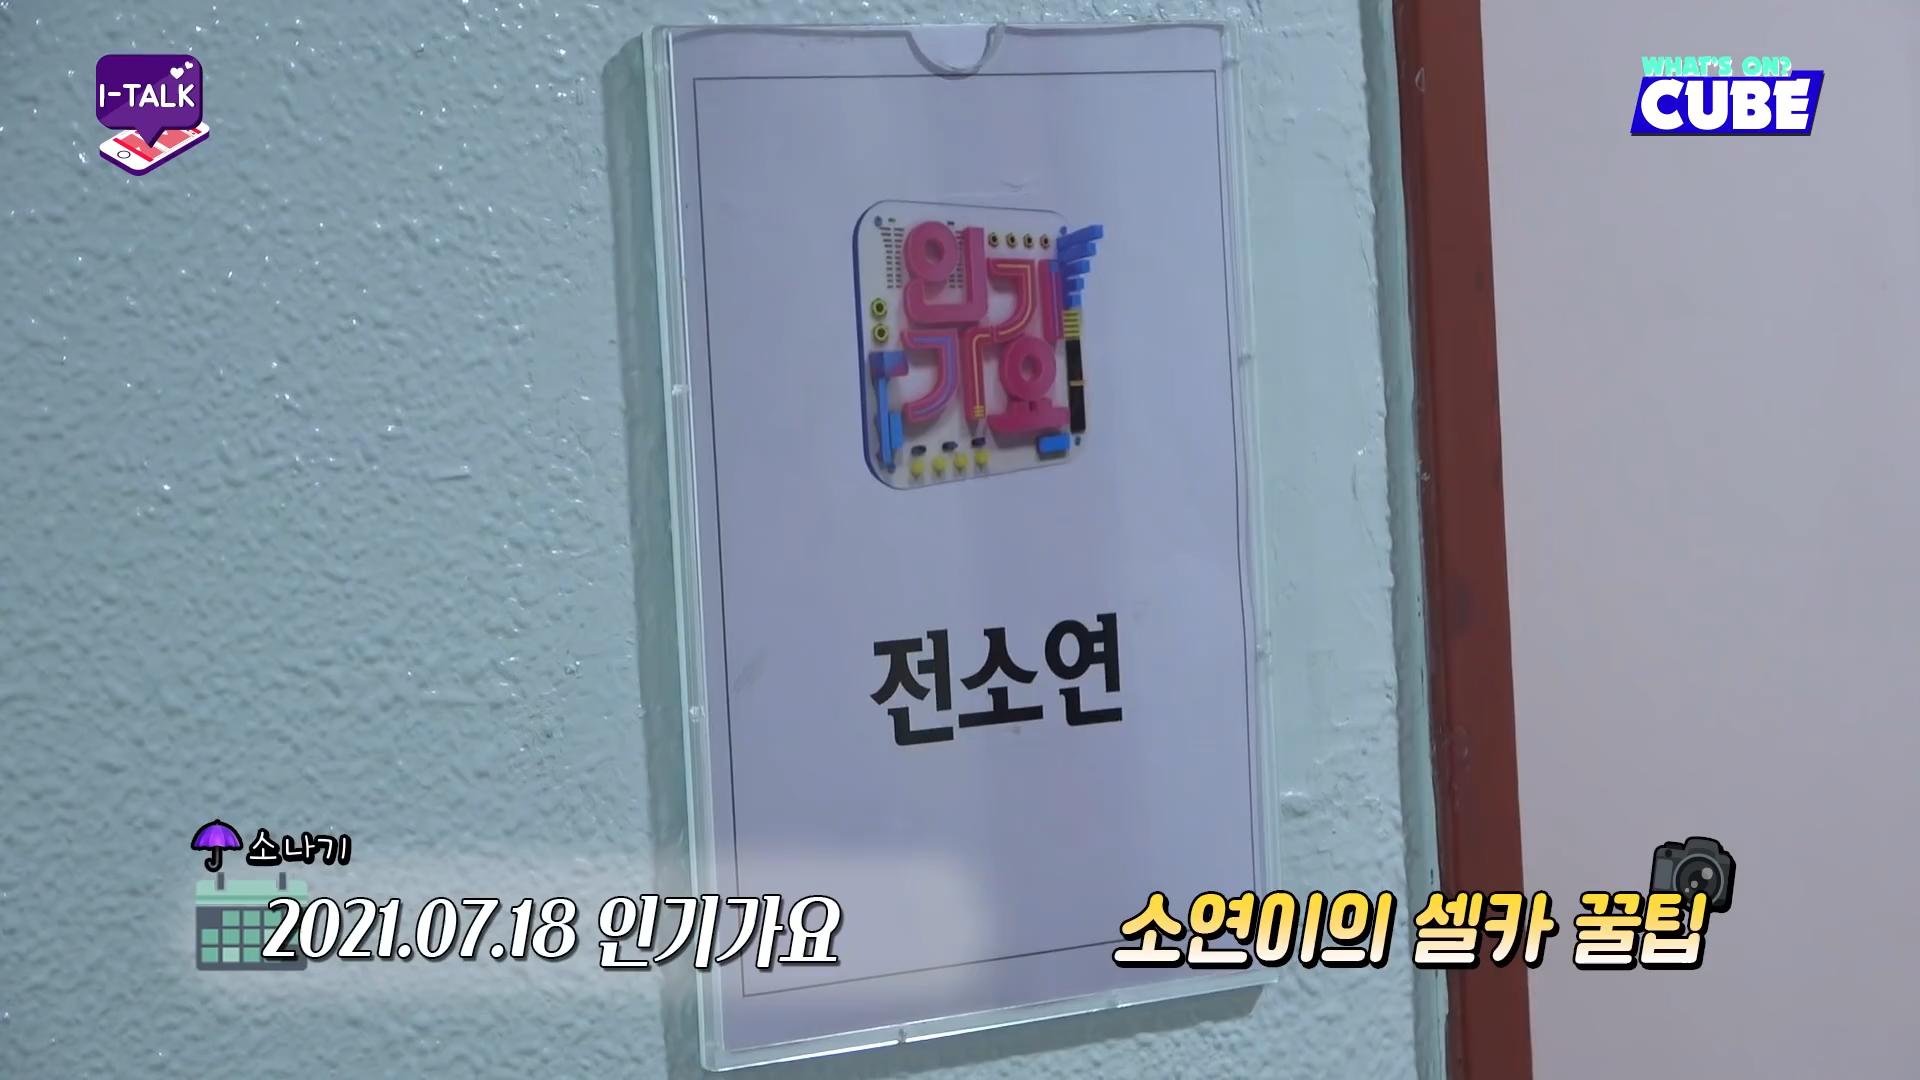 I-TALK
WHAT'S ON?
CUBE
인기
가요
전소연
소나기
2021.07.18 인기가요
소연이의 셀카 꿀팁